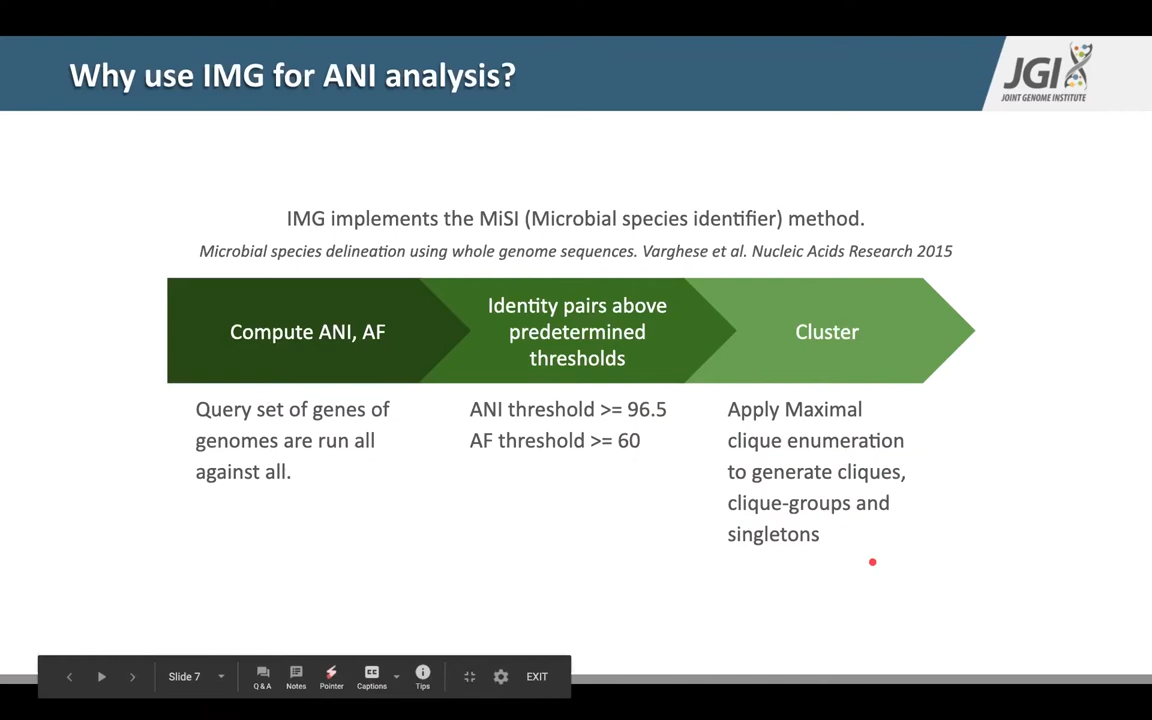 Why use IMG for ANI analysis?
JGI
JOINT GENOME INSTITUTE
IMG implements the MiSI (Microbial species identifier) method.
Microbial species delineation using whole genome sequences. Varghese et al. Nucleic Acids Research 2015
Compute ANI, AF
Identity pairs above
predetermined
thresholds
Cluster
Query set of genes of
genomes are run all
against all.
ANI threshold >= 96.5
AF threshold >= 60
Apply Maximal
clique enumeration
to generate cliques,
clique-groups and
singletons
Slide 7
Q & A
Notes
Pointer
Captions
Tips
EXIT